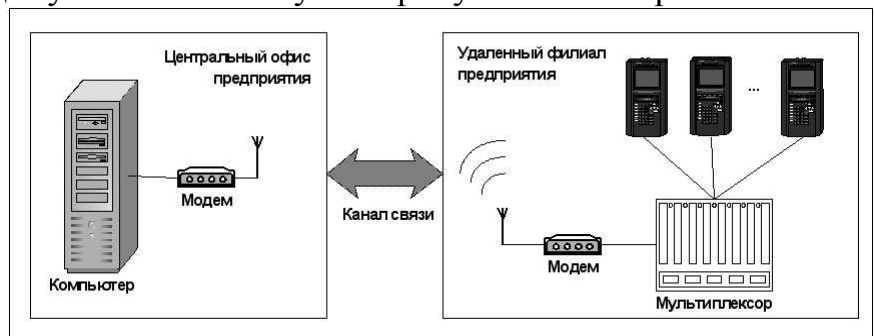 Центральный офис
предприятия
Модем
Компьютер
Канал связи
Удаленный филиал
предприятия
...
Модем
Мультиплексор